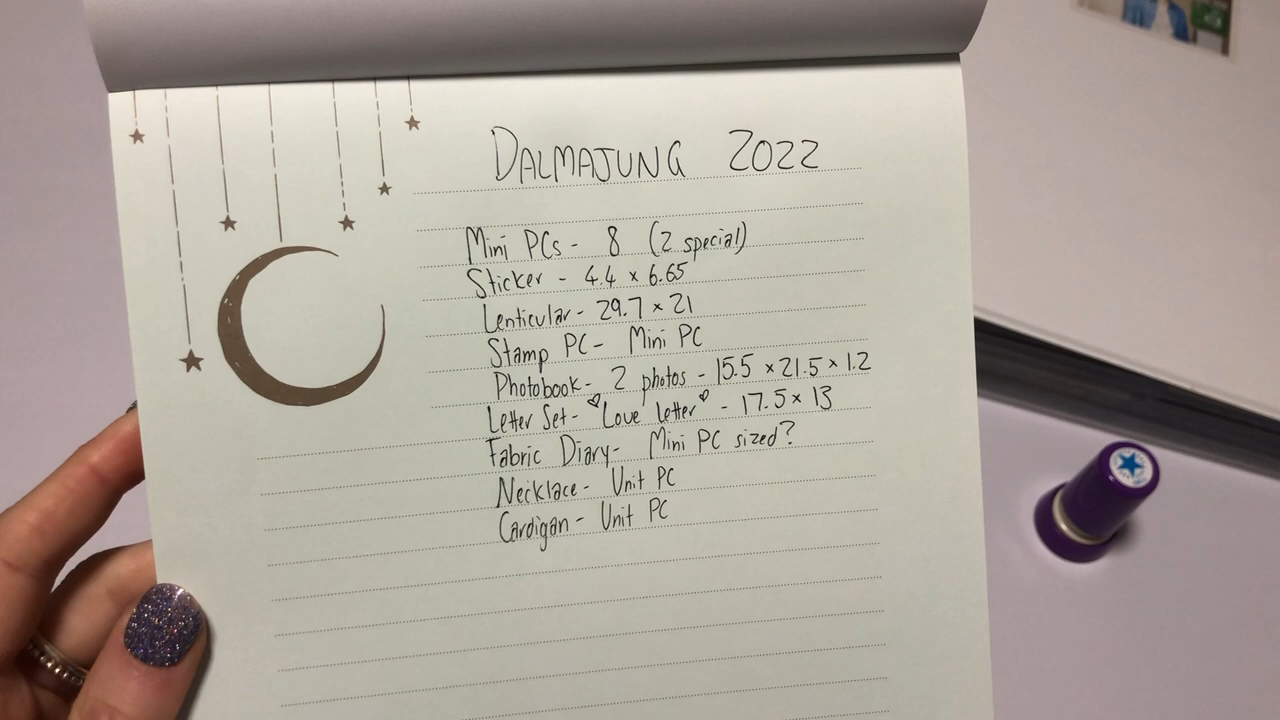 DALMAJUNG 2022
Mini PCs - 8 (2 special)
Sticker - 4.4 x 6.65
Lenticular - 29.7 x 21
Stamp PC - Mini PC
Photobook - 2 photos - 15.5 x 21.5 x 1.2
Letter Set - "Love letter" - 17.5 x 13
Fabric Diary - Mini PC sized?
Necklace - Unit PC
Cardigan - Unit PC